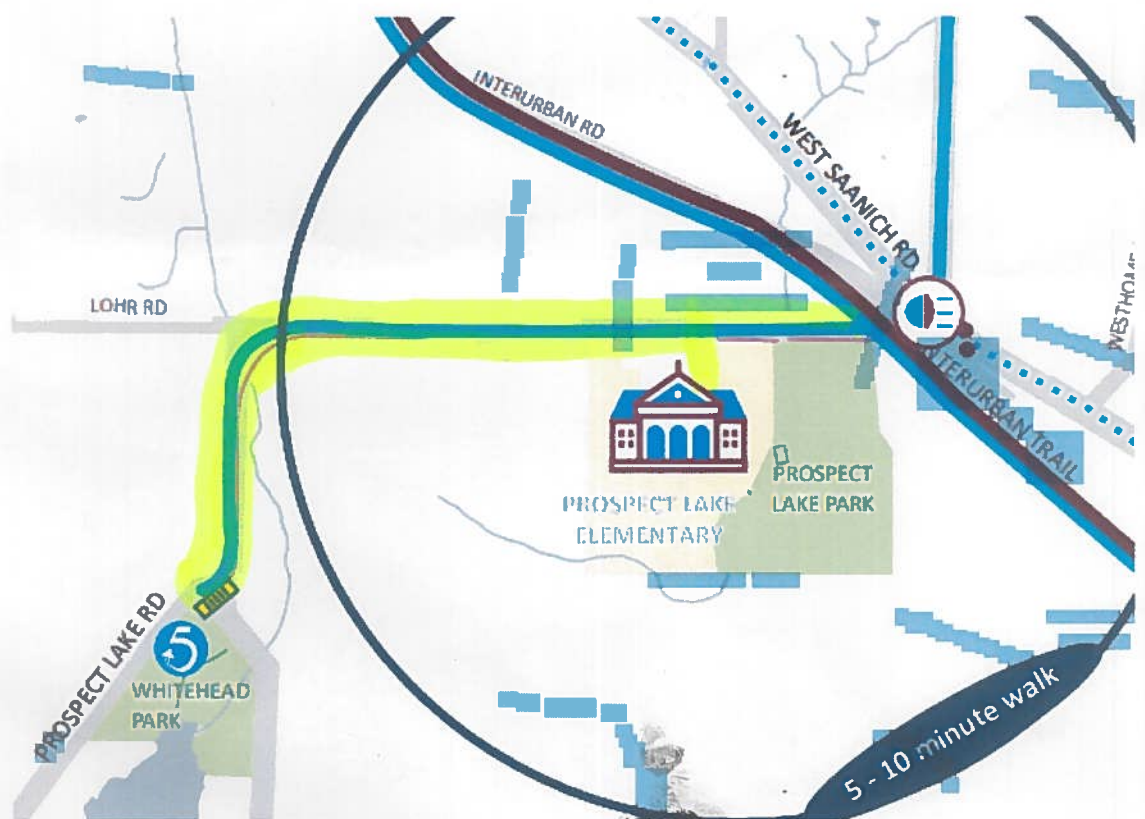 INTERURBAN RD
WEST SAANICH RD
LOHR RD
INTERURBAN TRAIL
PROSPECT LAKE
ELEMENTARY
PROSPECT
LAKE PARK
PROSPECT LAKE RD
5
WHITEHEAD
PARK
5 - 10 minute walk